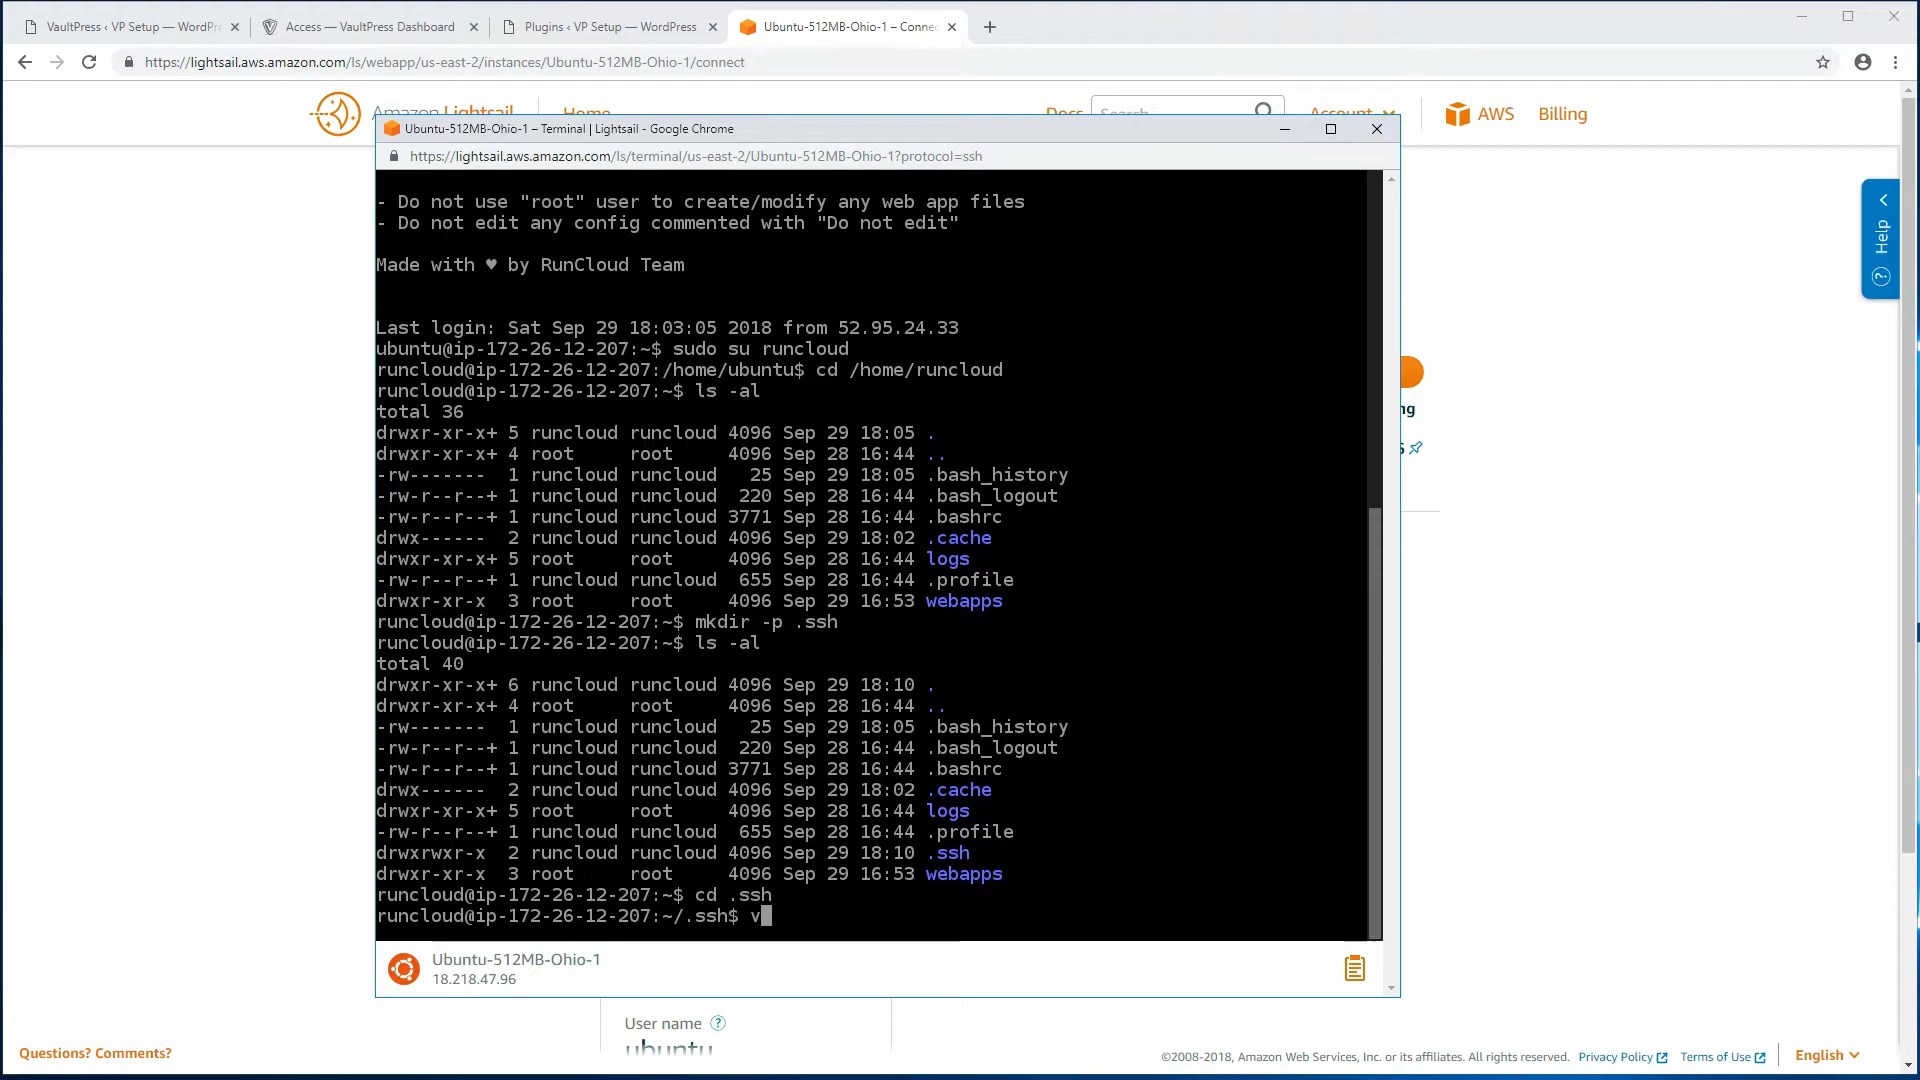 VaultPress ‹ VP Setup — WordPr
Access — VaultPress Dashboard
Plugins ‹ VP Setup — WordPress
Ubuntu-512MB-Ohio-1 – Connec
https://lightsail.aws.amazon.com/ls/webapp/us-east-2/instances/Ubuntu-512MB-Ohio-1/connect
Amazon Lightsail
Home
Docs
Search
Account
AWS
Billing
Ubuntu-512MB-Ohio-1 – Terminal | Lightsail - Google Chrome
https://lightsail.aws.amazon.com/ls/terminal/us-east-2/Ubuntu-512MB-Ohio-1?protocol=ssh
- Do not use "root" user to create/modify any web app files
- Do not edit any config commented with "Do not edit"
Made with ♥ by RunCloud Team
Last login: Sat Sep 29 18:03:05 2018 from 52.95.24.33
ubuntu@ip-172-26-12-207:~$ sudo su runcloud
runcloud@ip-172-26-12-207:/home/ubuntu$ cd /home/runcloud
runcloud@ip-172-26-12-207:~$ ls -al
total 36
drwxr-xr-x+ 5 runcloud runcloud 4096 Sep 29 18:05 .
drwxr-xr-x+ 4 root     root     4096 Sep 28 16:44 ..
-rw-------  1 runcloud runcloud   25 Sep 29 18:05 .bash_history
-rw-r--r--+ 1 runcloud runcloud  220 Sep 28 16:44 .bash_logout
-rw-r--r--+ 1 runcloud runcloud 3771 Sep 28 16:44 .bashrc
drwx------  2 runcloud runcloud 4096 Sep 29 18:02 .cache
drwxr-xr-x+ 5 root     root     4096 Sep 28 16:44 logs
-rw-r--r--+ 1 runcloud runcloud  655 Sep 28 16:44 .profile
drwxr-xr-x  3 root     root     4096 Sep 29 16:53 webapps
runcloud@ip-172-26-12-207:~$ mkdir -p .ssh
runcloud@ip-172-26-12-207:~$ ls -al
total 40
drwxr-xr-x+ 6 runcloud runcloud 4096 Sep 29 18:10 .
drwxr-xr-x+ 4 root     root     4096 Sep 28 16:44 ..
-rw-------  1 runcloud runcloud   25 Sep 29 18:05 .bash_history
-rw-r--r--+ 1 runcloud runcloud  220 Sep 28 16:44 .bash_logout
-rw-r--r--+ 1 runcloud runcloud 3771 Sep 28 16:44 .bashrc
drwx------  2 runcloud runcloud 4096 Sep 29 18:02 .cache
drwxr-xr-x+ 5 root     root     4096 Sep 28 16:44 logs
-rw-r--r--+ 1 runcloud runcloud  655 Sep 28 16:44 .profile
drwxrwxr-x  2 runcloud runcloud 4096 Sep 29 18:10 .ssh
drwxr-xr-x  3 root     root     4096 Sep 29 16:53 webapps
runcloud@ip-172-26-12-207:~$ cd .ssh
runcloud@ip-172-26-12-207:~/.ssh$ v
Ubuntu-512MB-Ohio-1
18.218.47.96
Help
ng
User name
ubuntu
Questions? Comments?
©2008-2018, Amazon Web Services, Inc. or its affiliates. All rights reserved.
Privacy Policy
Terms of Use
English